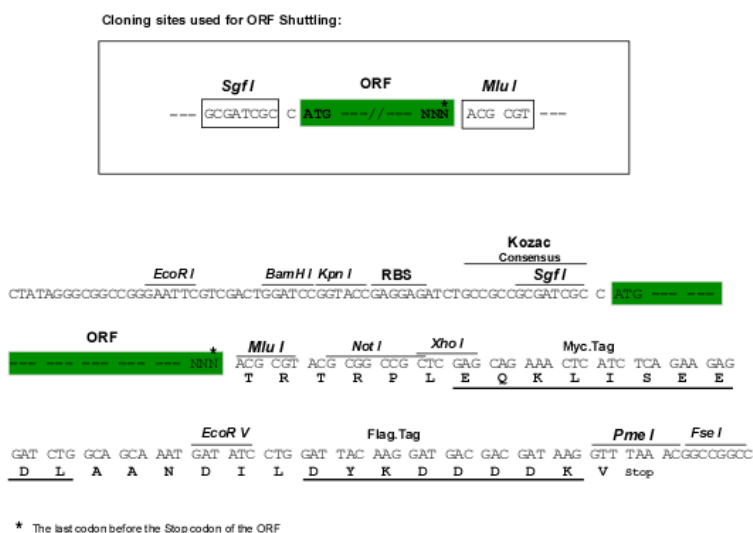 Cloning sites used for ORF Shuttling:
Sgf I ORF Mlu I
*
--- GCGATCGC C ATG ---//--- NNN ACG CGT ---
Kozac
Consensus
EcoR I BamH I Kpn I RBS Sgf I
CTATAGGGCGGCCGGGAATTCGTCGACTGGATCCGGTACCGAGGAGATCTGCCGCCGCGATCGC C ATG --- ---
ORF
* Mlu I Not I Xho I Myc.Tag
--- --- --- --- --- --- NNN ACG CGT ACG CGG CCG CTC GAG CAG AAA CTC ATC TCA GAA GAG
T R T R P L E Q K L I S E E
EcoR V Flag.Tag Pme I Fse I
GAT CTG GCA GCA AAT GAT ATC CTG GAT TAC AAG GAT GAC GAC GAT AAG GTT TAA ACGGCCGGCC
D L A A N D I L D Y K D D D D K V Stop
* The last codon before the Stop codon of the ORF